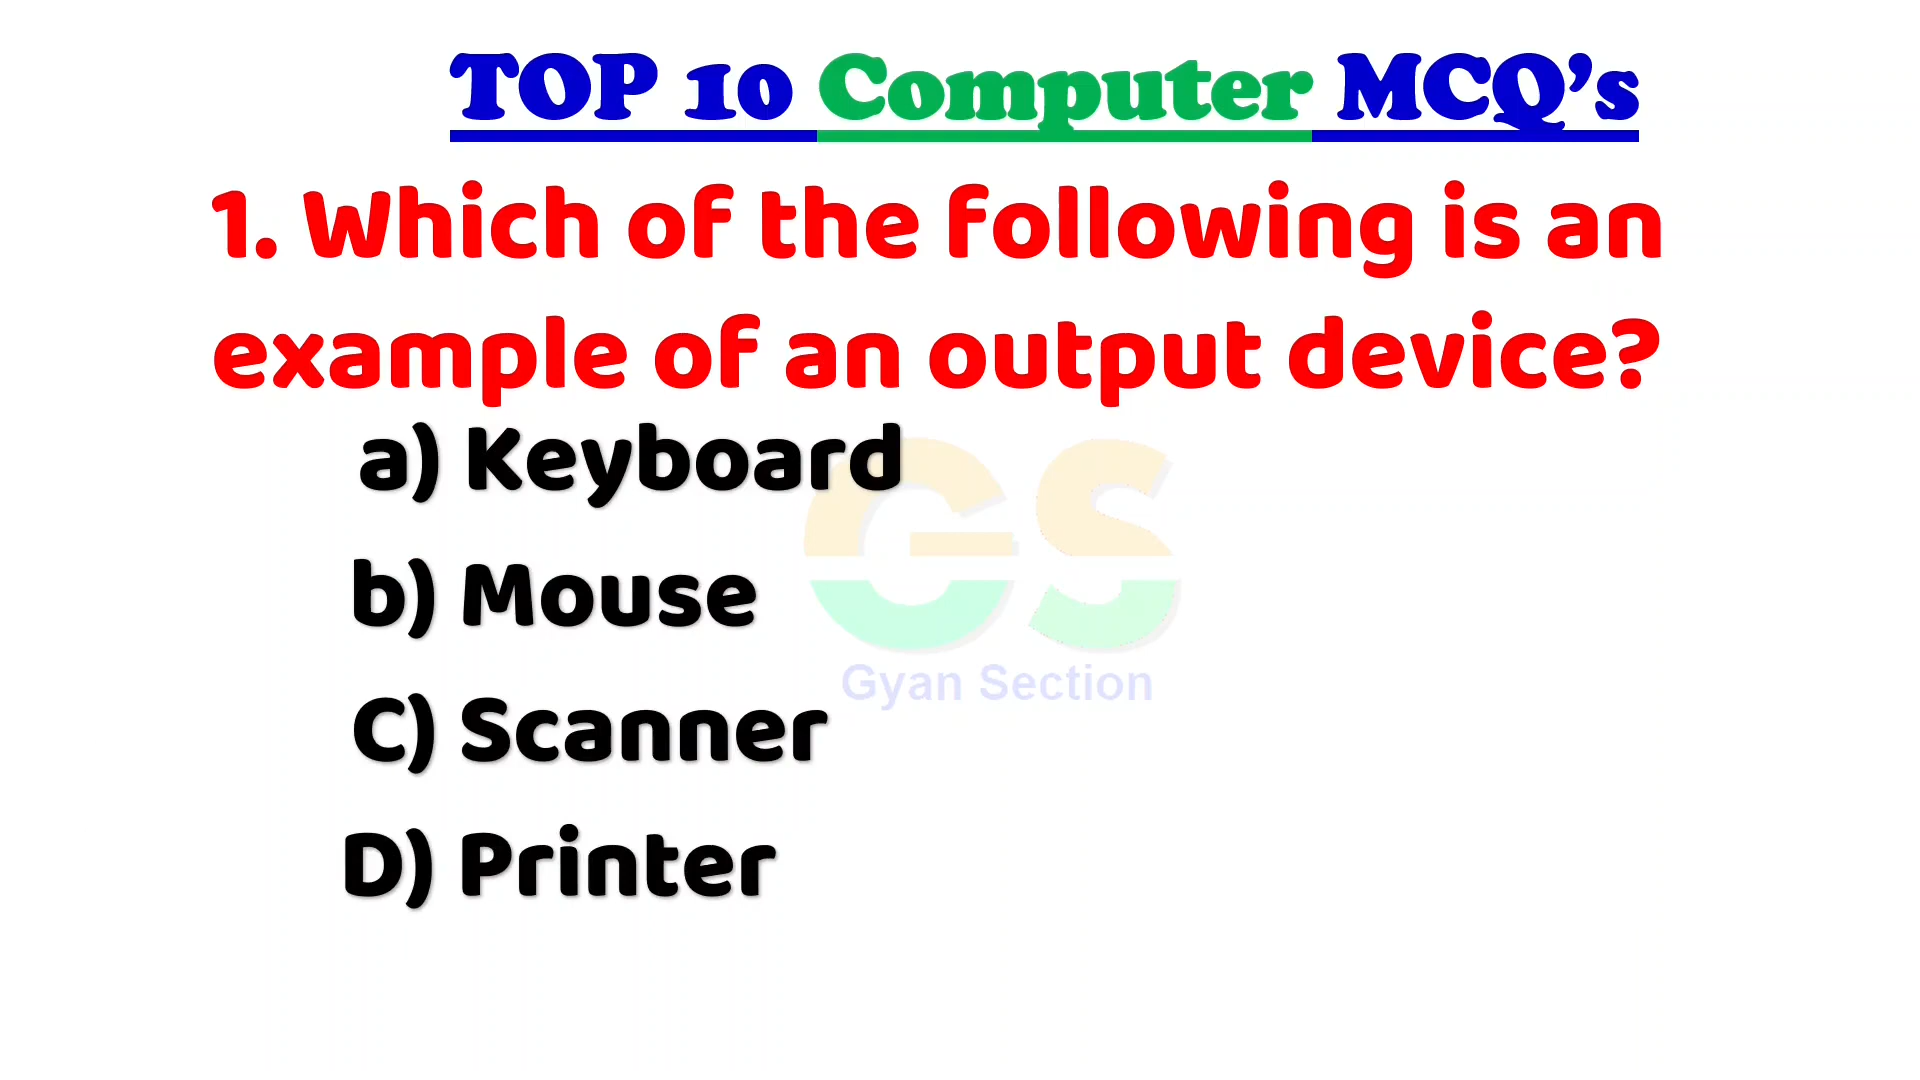 TOP 10 Computer MCQ’s
1. Which of the following is an
example of an output device?
a) Keyboard
b) Mouse
C) Scanner
D) Printer
GS
Gyan Section